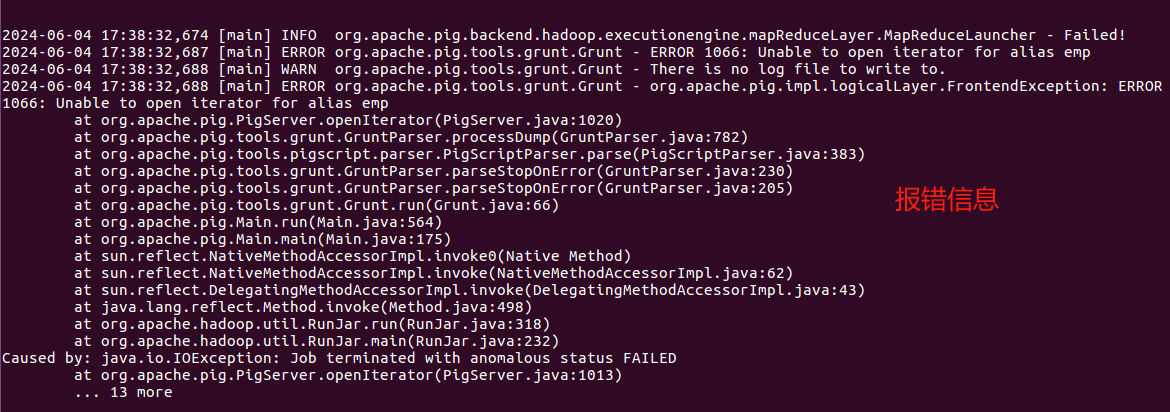 2024-06-04 17:38:32,674 [main] INFO  org.apache.pig.backend.hadoop.executionengine.mapReduceLayer.MapReduceLauncher - Failed!
2024-06-04 17:38:32,687 [main] ERROR org.apache.pig.tools.grunt.Grunt - ERROR 1066: Unable to open iterator for alias emp
2024-06-04 17:38:32,688 [main] WARN  org.apache.pig.tools.grunt.Grunt - There is no log file to write to.
2024-06-04 17:38:32,688 [main] ERROR org.apache.pig.tools.grunt.Grunt - org.apache.pig.impl.logicalLayer.FrontendException: ERROR
1066: Unable to open iterator for alias emp
        at org.apache.pig.PigServer.openIterator(PigServer.java:1020)
        at org.apache.pig.tools.grunt.GruntParser.processDump(GruntParser.java:782)
        at org.apache.pig.tools.pigscript.parser.PigScriptParser.parse(PigScriptParser.java:383)
        at org.apache.pig.tools.grunt.GruntParser.parseStopOnError(GruntParser.java:230)
        at org.apache.pig.tools.grunt.GruntParser.parseStopOnError(GruntParser.java:205)
报错信息
        at org.apache.pig.tools.grunt.Grunt.run(Grunt.java:66)
        at org.apache.pig.Main.run(Main.java:564)
        at org.apache.pig.Main.main(Main.java:175)
        at sun.reflect.NativeMethodAccessorImpl.invoke0(Native Method)
        at sun.reflect.NativeMethodAccessorImpl.invoke(NativeMethodAccessorImpl.java:62)
        at sun.reflect.DelegatingMethodAccessorImpl.invoke(DelegatingMethodAccessorImpl.java:43)
        at java.lang.reflect.Method.invoke(Method.java:498)
        at org.apache.hadoop.util.RunJar.run(RunJar.java:318)
        at org.apache.hadoop.util.RunJar.main(RunJar.java:232)
Caused by: java.io.IOException: Job terminated with anomalous status FAILED
        at org.apache.pig.PigServer.openIterator(PigServer.java:1013)
        ... 13 more